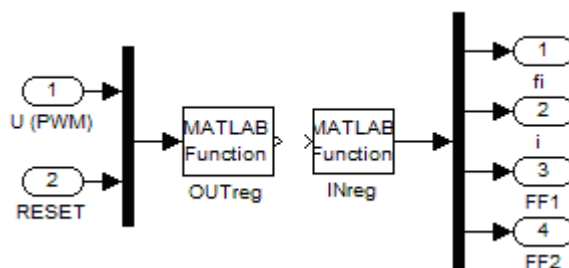 1
U (PWM)
2
RESET
MATLAB
Function
OUTreg
MATLAB
Function
INreg
1
fi
2
i
3
FF1
4
FF2